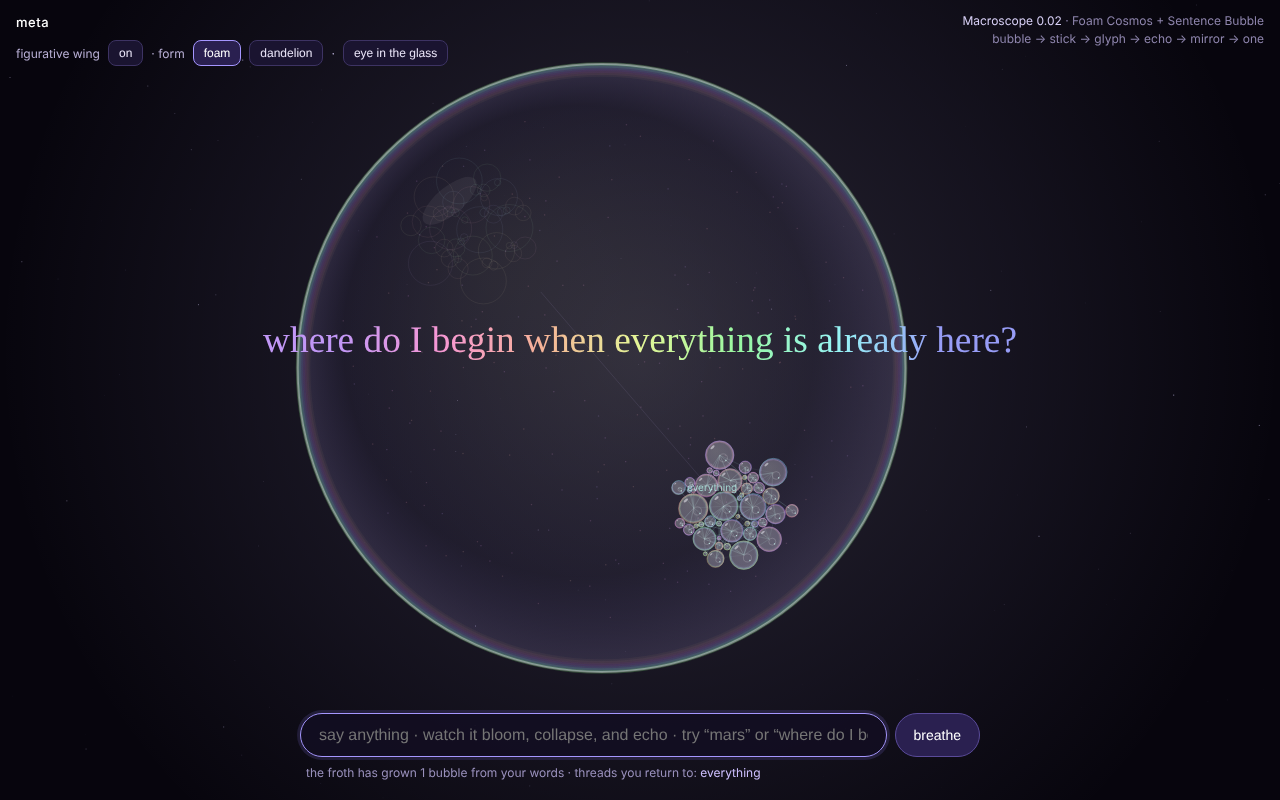 meta
Macroscope 0.02 · Foam Cosmos + Sentence Bubble
bubble → stick → glyph → echo → mirror → one
figurative wing on · form foam dandelion · eye in the glass
where do I begin when everything is already here?
everything
say anything · watch it bloom, collapse, and echo · try “mars” or “where do I b
breathe
the froth has grown 1 bubble from your words · threads you return to: everything